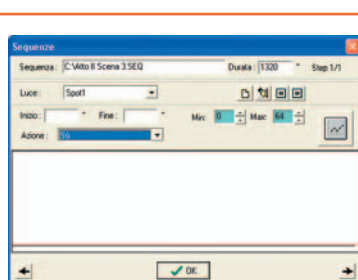 Sequenze
Sequenza: C:\Atto II Scena 3.SEQ Durata: 1320 " Step 1/1
Luce: Spot1
Inizio: " Fine: " Min: 0 Max: 64
Azione: SG
OK